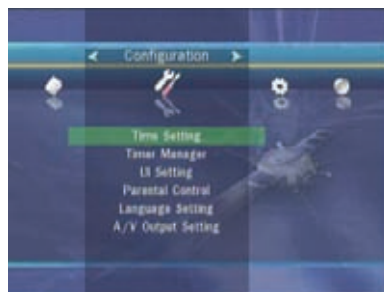 Configuration
Time Setting
Timer Manager
UI Setting
Parental Control
Language Setting
A/V Output Setting